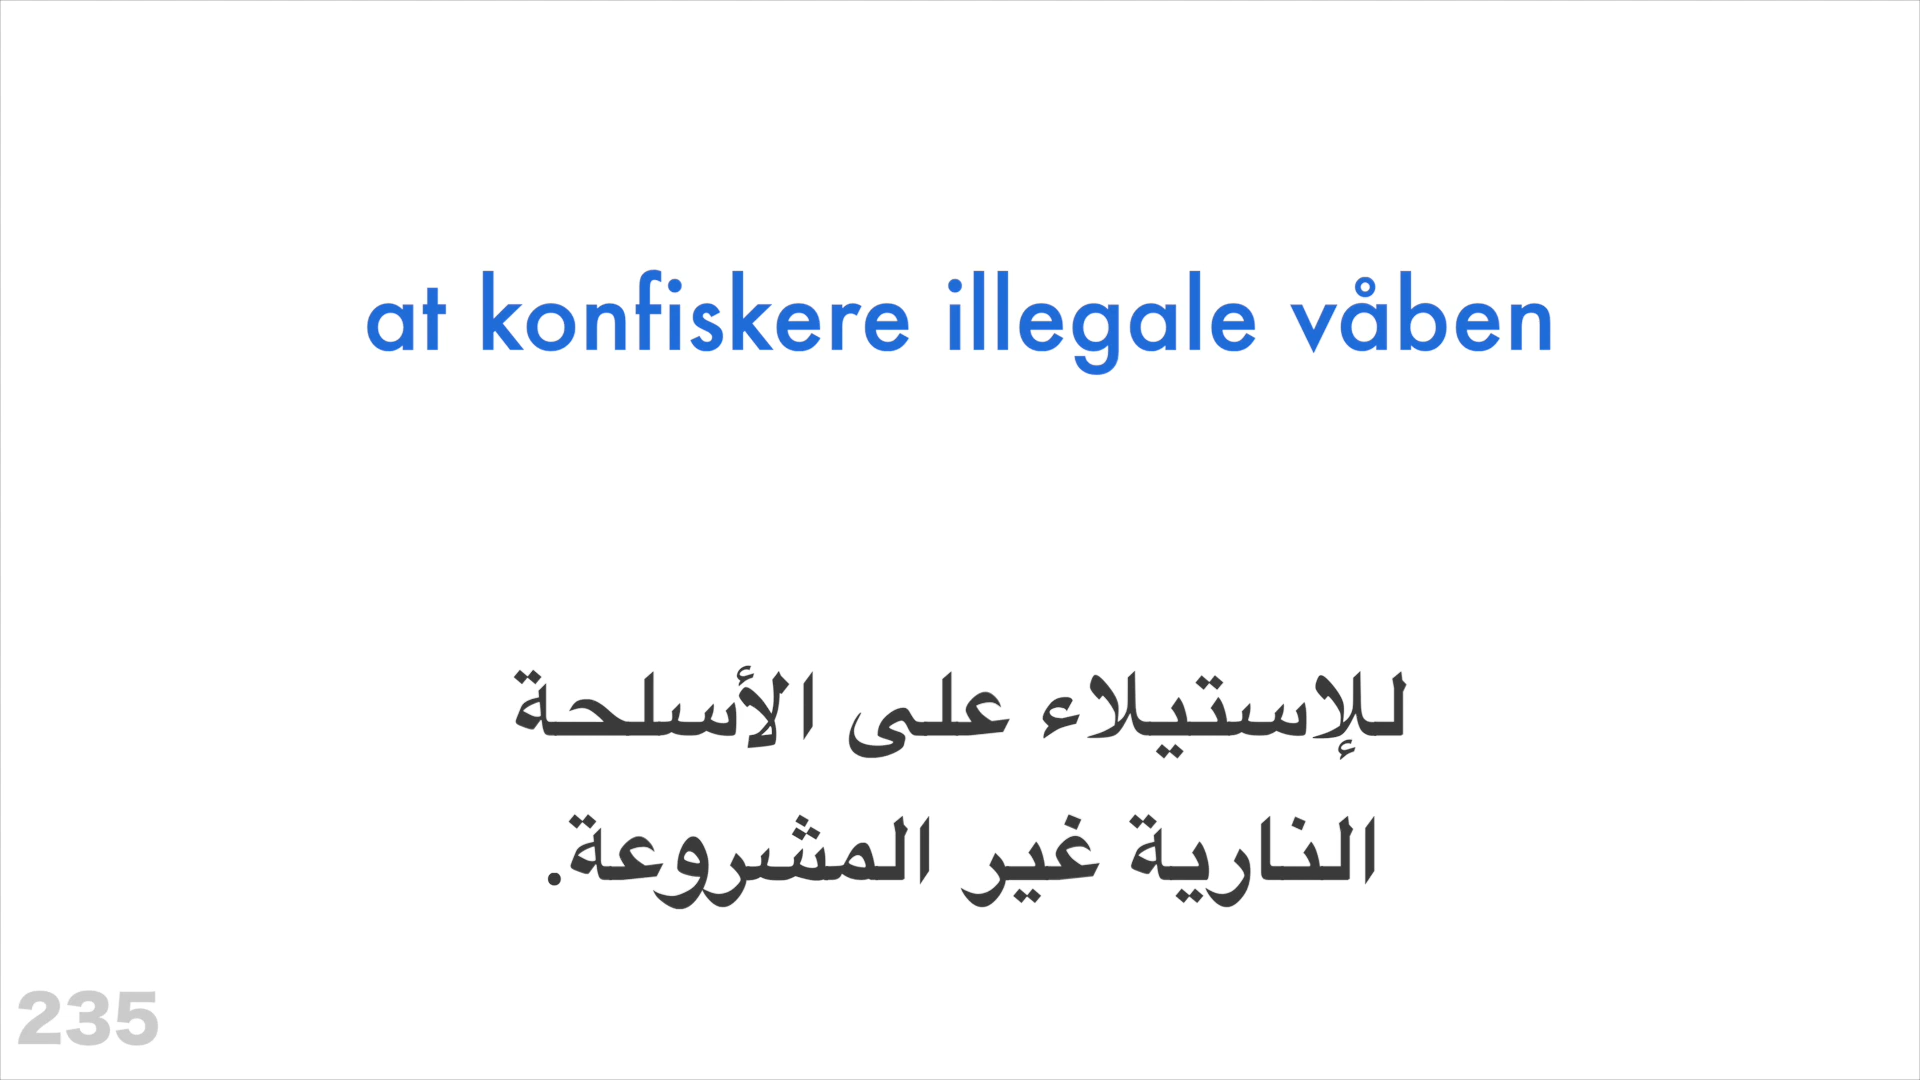 at konfiskere illegale våben
للإستيلاء على الأسلحة
النارية غير المشروعة.
235